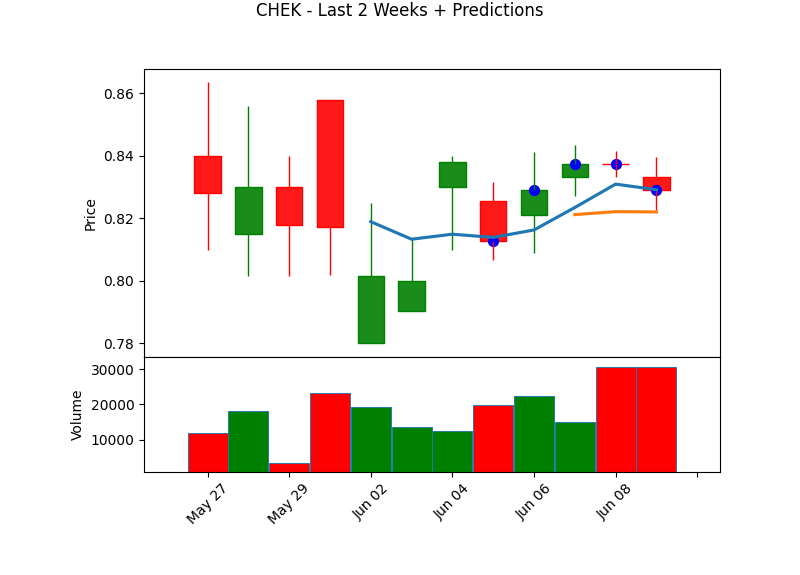 CHEK - Last 2 Weeks + Predictions
0.86
0.84
0.82
0.80
0.78
Price
30000
20000
10000
Volume
May 27
May 29
Jun 02
Jun 04
Jun 06
Jun 08